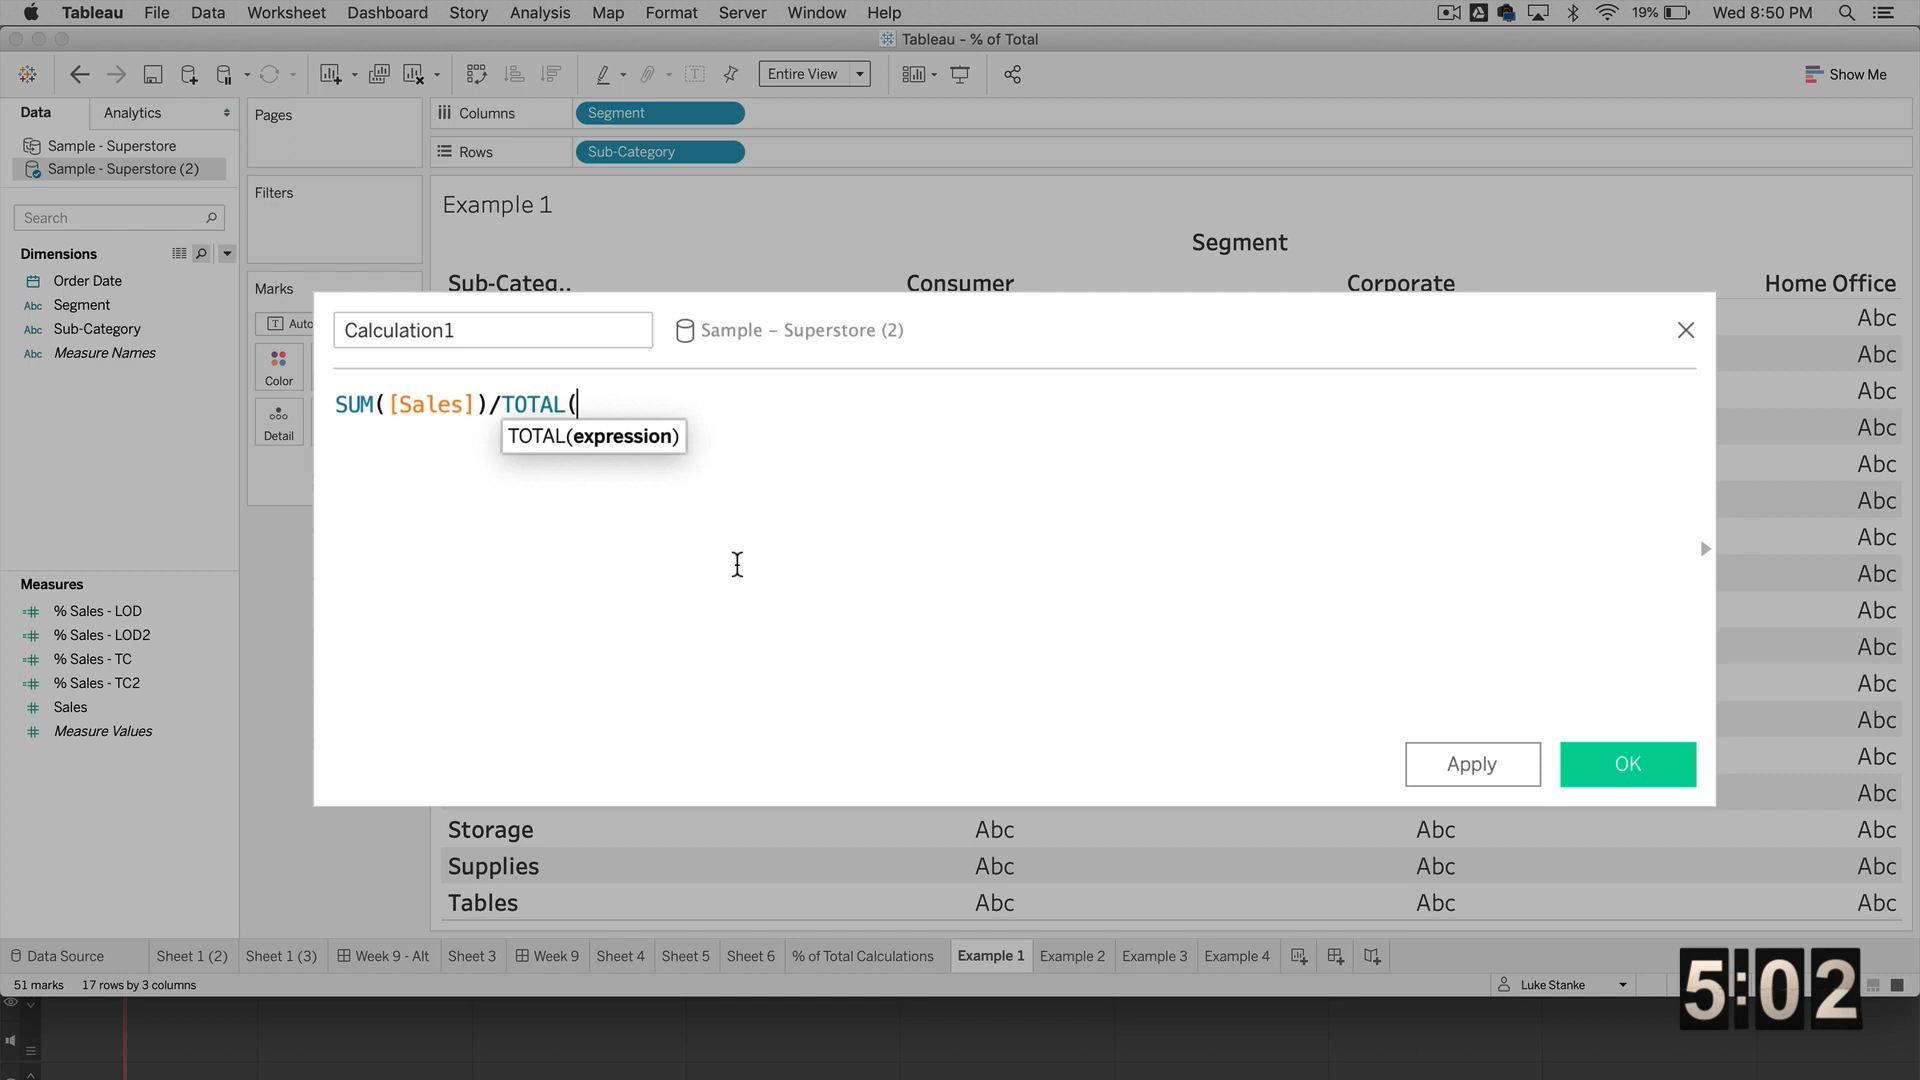 Tableau File Data Worksheet Dashboard Story Analysis Map Format Server Window Help 19% Wed 8:50 PM
Tableau - % of Total
Entire View Show Me
Data Analytics Pages Columns Segment
Sample - Superstore
Sample - Superstore (2)
Rows Sub-Category
Filters
Search
Example 1
Segment
Dimensions
Order Date
Abc Segment
Abc Sub-Category
Abc Measure Names
Marks
Auto
Color
Detail
Sub-Categ.. Consumer Corporate Home Office
Calculation1 Sample – Superstore (2)
SUM([Sales])/TOTAL(
TOTAL(expression)
Apply OK
Abc
Abc
Abc
Abc
Abc
Abc
Abc
Abc
Abc
Abc
Abc
Abc
Abc
Abc
Storage Abc Abc Abc
Supplies Abc Abc Abc
Tables Abc Abc Abc
Measures
% Sales - LOD
% Sales - LOD2
% Sales - TC
% Sales - TC2
Sales
Measure Values
Data Source Sheet 1 (2) Sheet 1 (3) Week 9 - Alt Sheet 3 Week 9 Sheet 4 Sheet 5 Sheet 6 % of Total Calculations Example 1 Example 2 Example 3 Example 4
51 marks 17 rows by 3 columns Luke Stanke
5:02